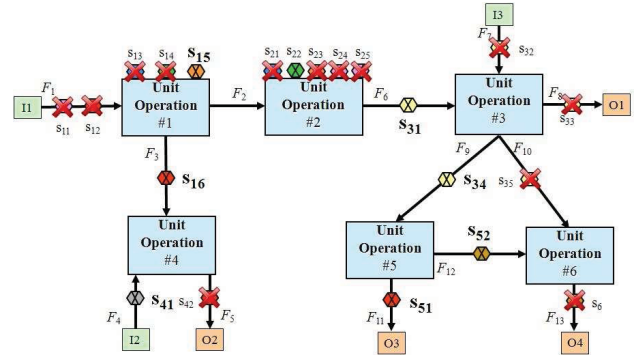 I3
F7
s32
s13 s14 s15
s21 s22 s23 s24 s25
I1
F1
s11 s12
Unit
Operation
#1
F2
Unit
Operation
#2
F6
s31
Unit
Operation
#3
F8
s33
O1
F3
s16
F9
s34
F10
s35
Unit
Operation
#4
s41
F4
I2
s42
F5
O2
Unit
Operation
#5
s52
F12
Unit
Operation
#6
F11
s51
O3
F13
s6
O4